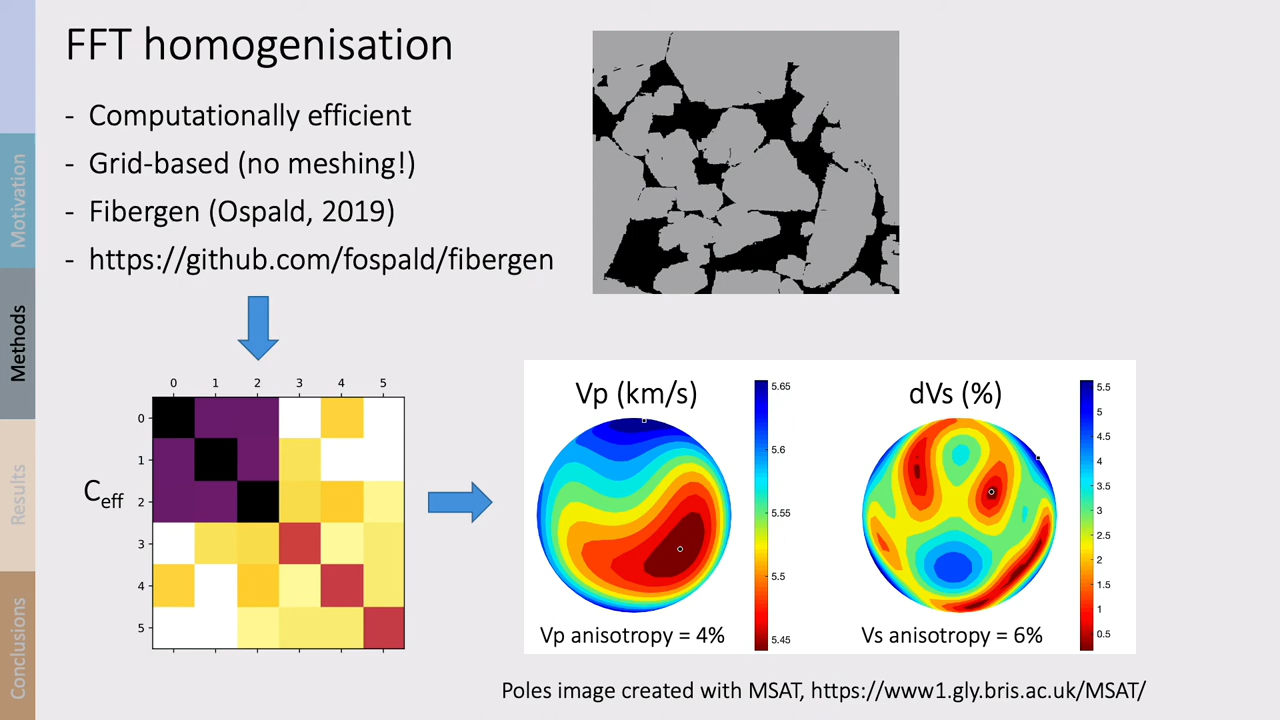 FFT homogenisation
- Computationally efficient
- Grid-based (no meshing!)
- Fibergen (Ospald, 2019)
- https://github.com/fospald/fibergen
Motivation
Methods
Results
Conclusions
0 1 2 3 4 5
0
1
2
3
4
5
Ceff
Vp (km/s)
5.65
5.6
5.55
5.5
5.45
Vp anisotropy = 4%
dVs (%)
5.5
5
4.5
4
3.5
3
2.5
2
1.5
1
0.5
Vs anisotropy = 6%
Poles image created with MSAT, https://www1.gly.bris.ac.uk/MSAT/